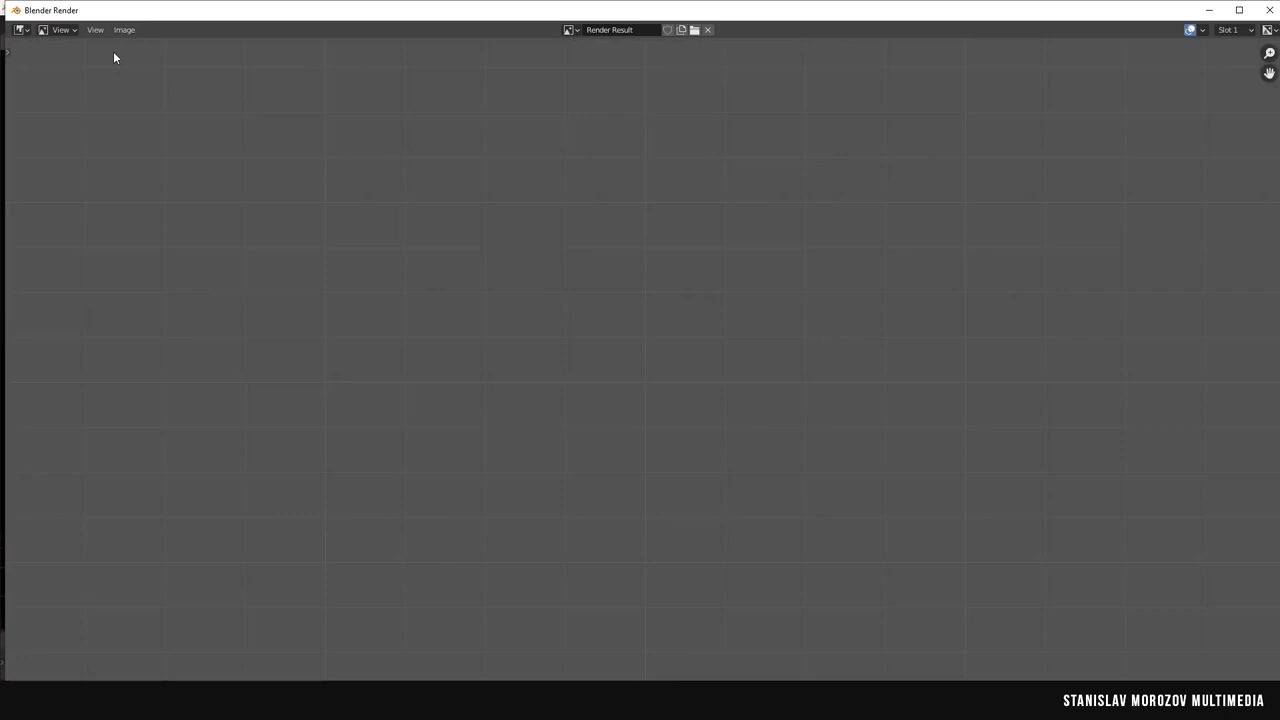 Blender Render
View View Image Render Result Slot 1
STANISLAV MOROZOV MULTIMEDIA